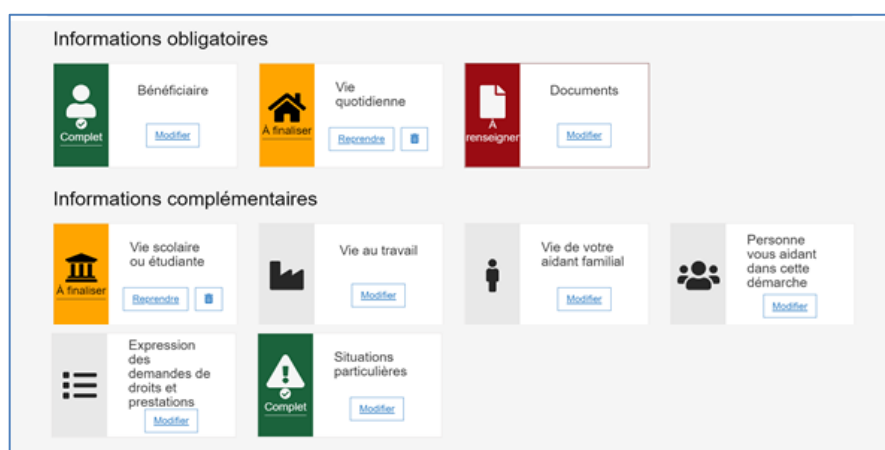 Informations obligatoires
Bénéficiaire
Complet
Modifier
Vie
quotidienne
À finaliser
Reprendre
Documents
À
renseigner
Modifier
Informations complémentaires
Vie scolaire
ou étudiante
À finaliser
Reprendre
Vie au travail
Modifier
Vie de votre
aidant familial
Modifier
Personne
vous aidant
dans cette
démarche
Modifier
Expression
des
demandes de
droits et
prestations
Modifier
Situations
particulières
Complet
Modifier